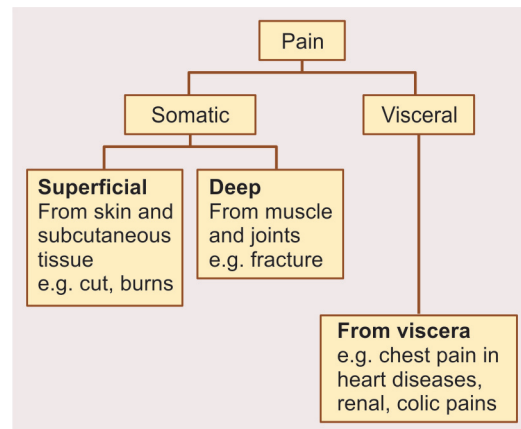 Pain
Somatic
Visceral
Superficial
From skin and
subcutaneous
tissue
e.g. cut, burns
Deep
From muscle
and joints
e.g. fracture
From viscera
e.g. chest pain in
heart diseases,
renal, colic pains